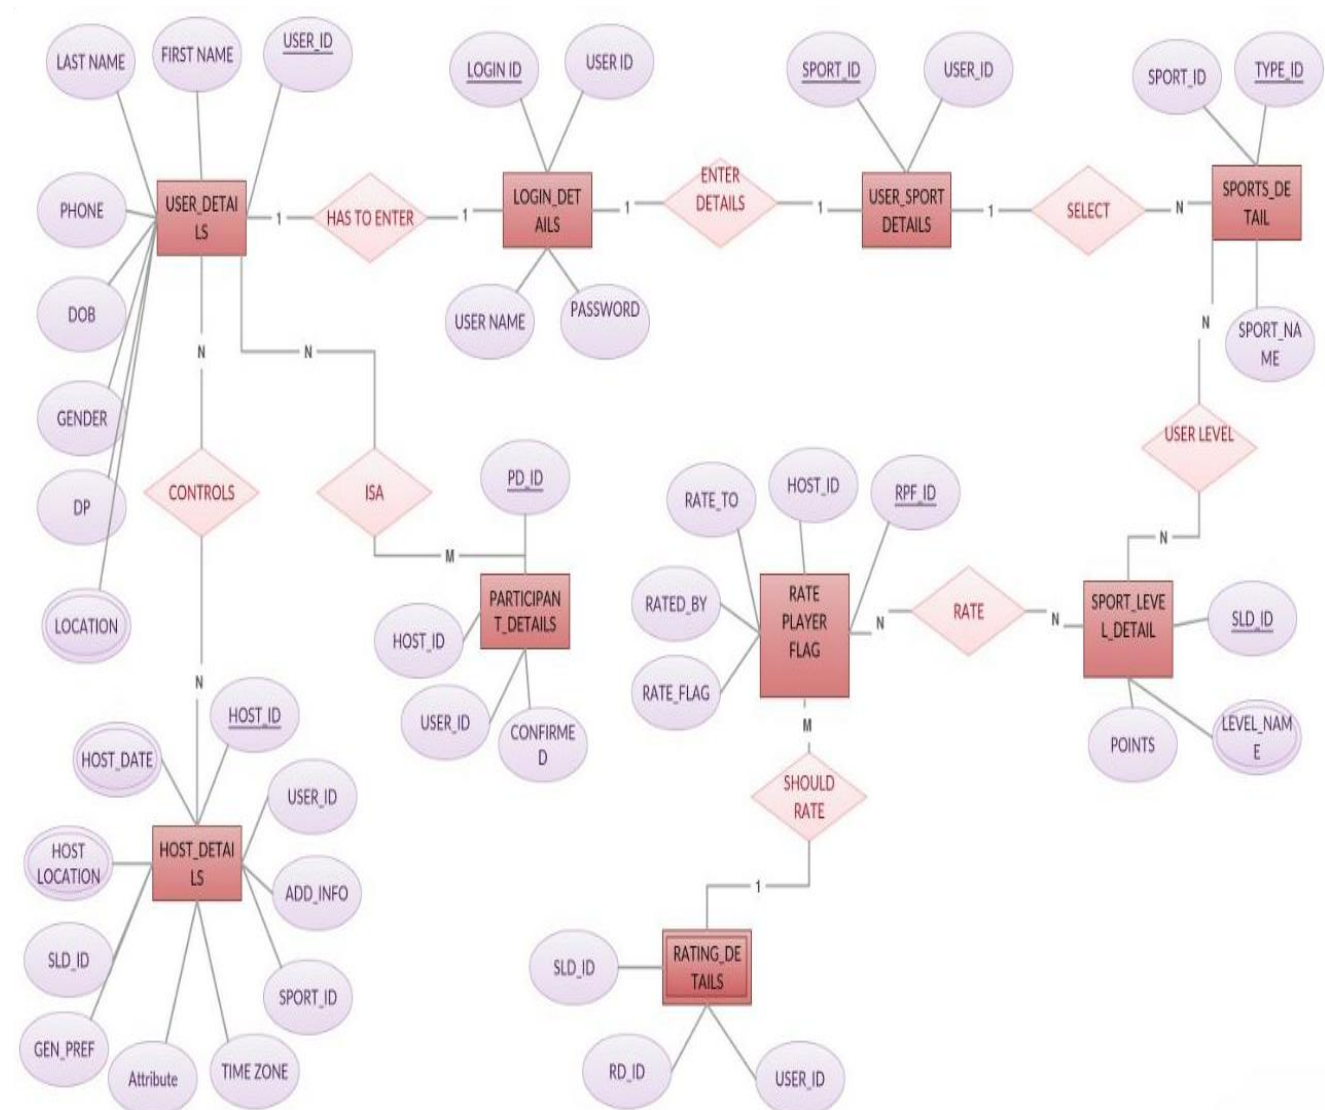 LAST NAME
FIRST NAME
USER_ID
LOGIN ID
USER ID
SPORT_ID
USER_ID
SPORT_ID
TYPE_ID
PHONE
USER_DETAI
LS
1
HAS TO ENTER
1
LOGIN_DET
AILS
1
ENTER
DETAILS
1
USER_SPORT
DETAILS
1
SELECT
N
SPORTS_DE
TAIL
DOB
USER NAME
PASSWORD
N
SPORT_NA
ME
N
N
GENDER
USER LEVEL
DP
CONTROLS
ISA
PD_ID
RATE_TO
HOST_ID
RPF_ID
N
M
LOCATION
HOST_ID
PARTICIPAN
T_DETAILS
RATED_BY
RATE
PLAYER
FLAG
N
RATE
N
SPORT_LEVE
L_DETAIL
SLD_ID
N
RATE_FLAG
USER_ID
CONFIRME
D
M
POINTS
LEVEL_NAM
E
HOST_DATE
HOST_ID
USER_ID
SHOULD
RATE
HOST
LOCATION
HOST_DETAI
LS
ADD_INFO
1
SLD_ID
SPORT_ID
SLD_ID
RATING_DE
TAILS
GEN_PREF
Attribute
TIME ZONE
RD_ID
USER_ID